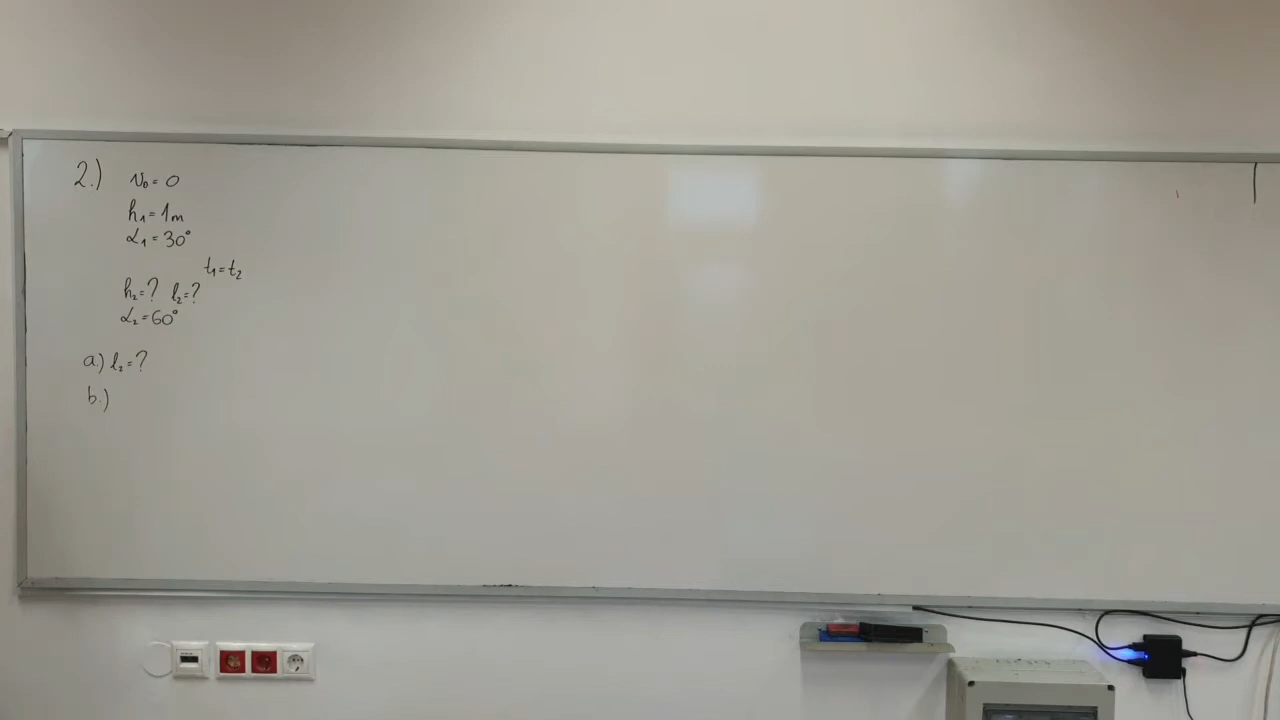 2.) v₀ = 0
h₁ = 1m
α₁ = 30°
t₁ = t₂
h₂ = ? l₂ = ?
α₂ = 60°
a.) l₂ = ?
b.)